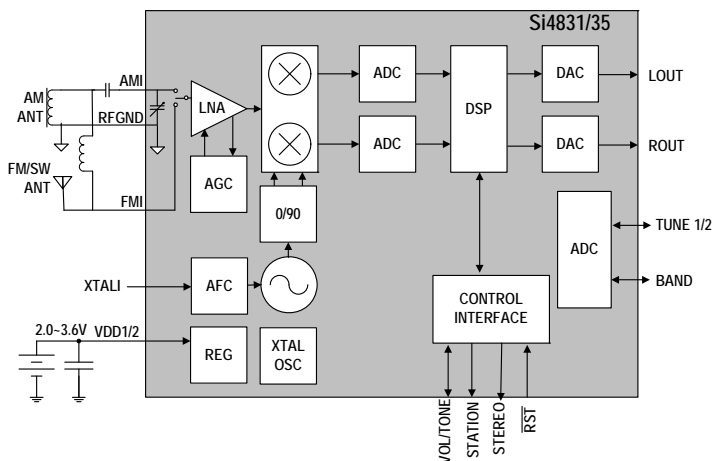 Si4831/35
AM
ANT
AMI
RFGND
FM/SW
ANT
FMI
LNA
AGC
0/90
ADC
ADC
DSP
DAC
DAC
LOUT
ROUT
ADC
TUNE 1/2
BAND
XTALI
AFC
CONTROL
INTERFACE
2.0~3.6V
VDD1/2
REG
XTAL
OSC
VOL/TONE
STATION
STEREO
RST